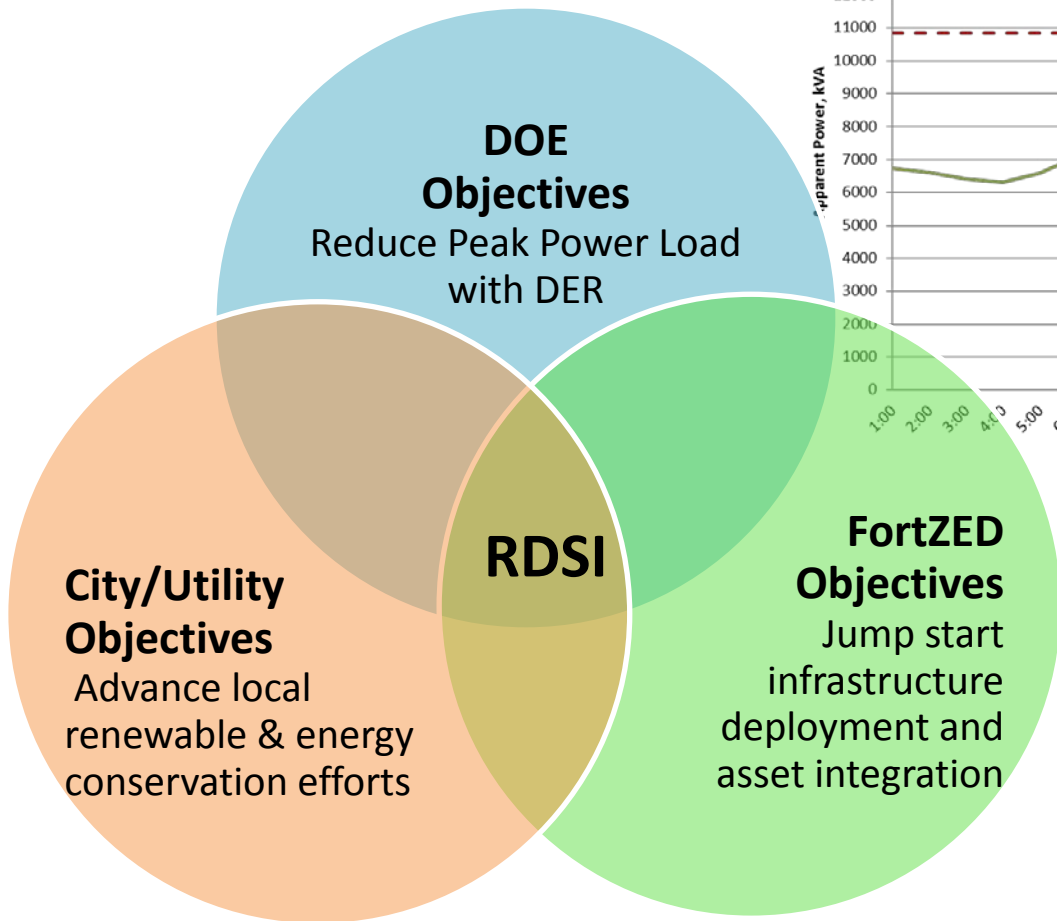 DOE
Objectives
Reduce Peak Power Load
with DER
RDSI
City/Utility
Objectives
Advance local
renewable & energy
conservation efforts
FortZED
Objectives
Jump start
infrastructure
deployment and
asset integration
Power, kVA
11000
10000
9000
8000
7000
6000
5000
4000
3000
2000
1000
0
1:00
2:00
3:00
4:00
5:00